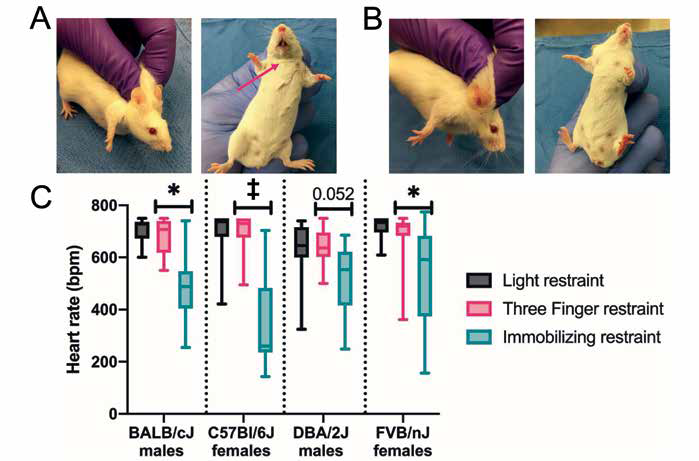 A
B
C
* ‡ 0.052 *
800
600
400
200
0
Heart rate (bpm)
BALB/cJ males
C57Bl/6J females
DBA/2J males
FVB/nJ females
Light restraint
Three Finger restraint
Immobilizing restraint